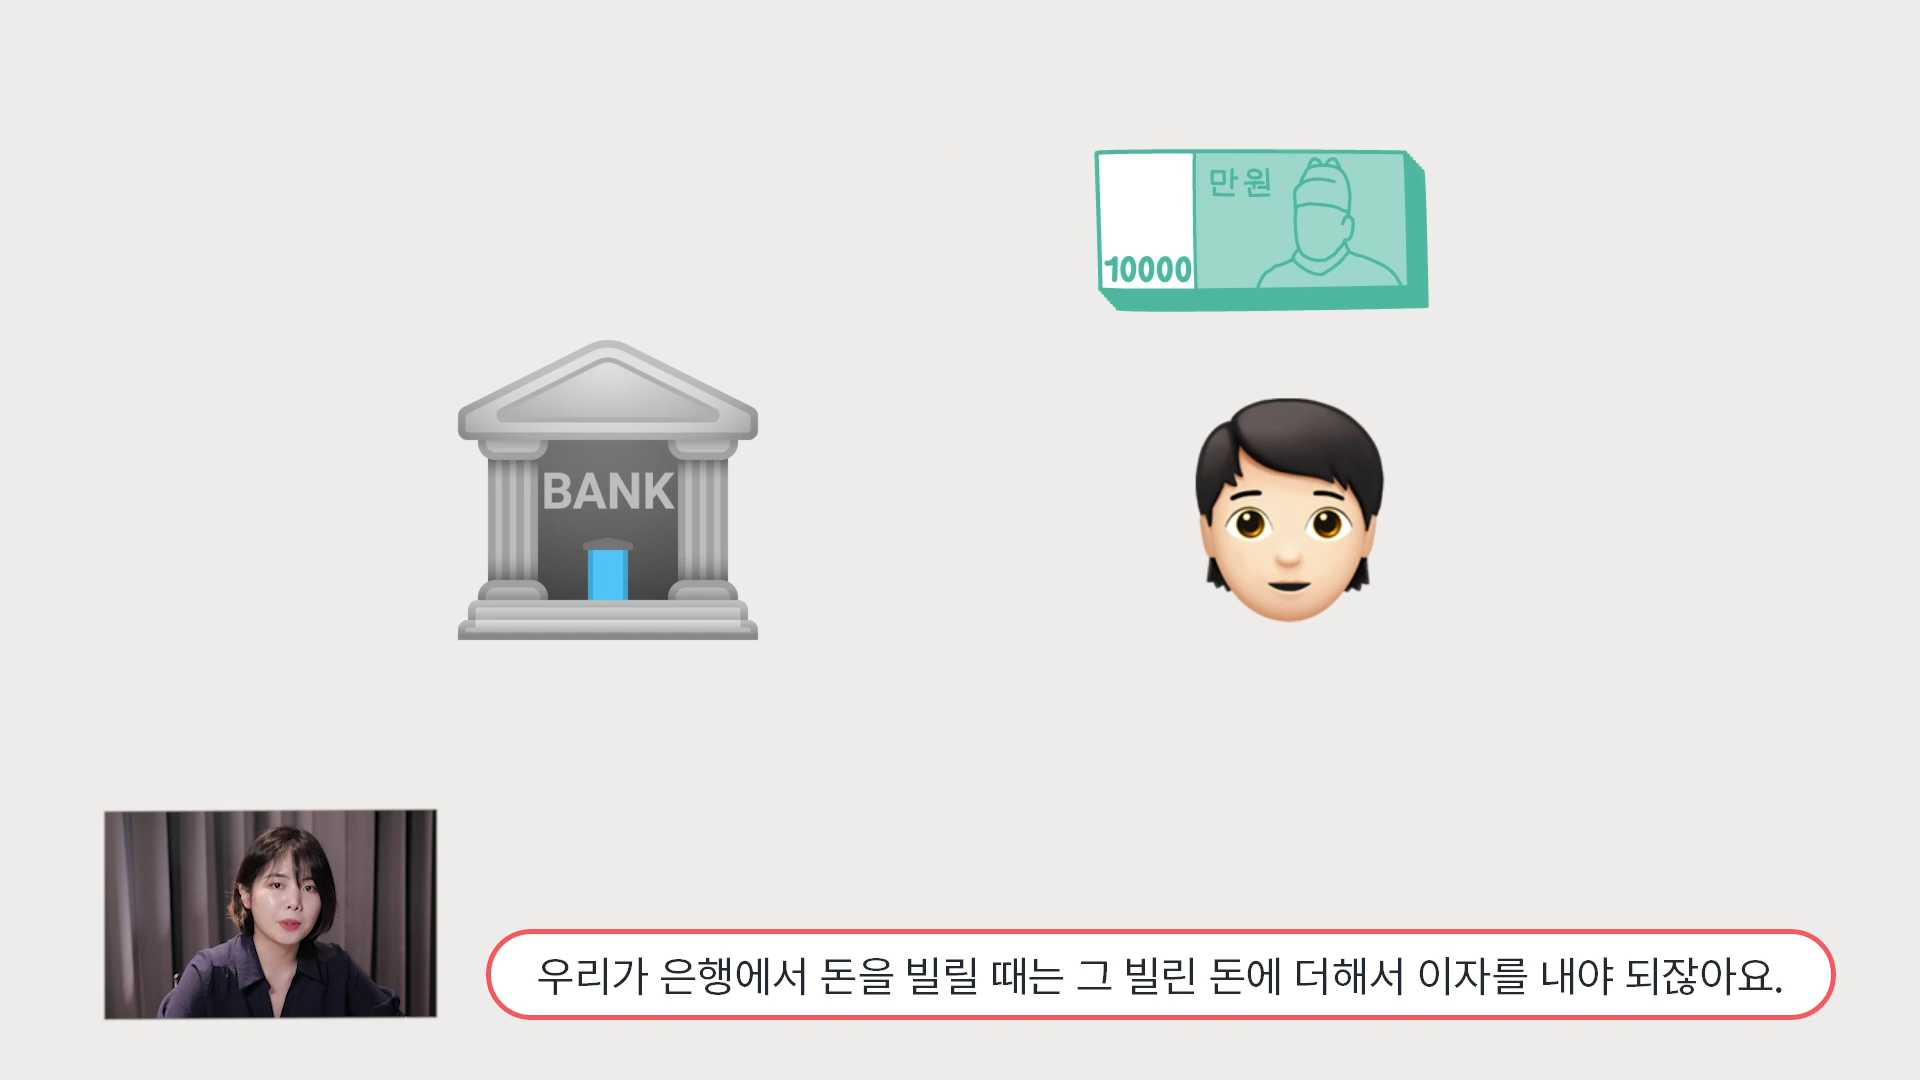 만원
10000
BANK
우리가 은행에서 돈을 빌릴 때는 그 빌린 돈에 더해서 이자를 내야 되잖아요.